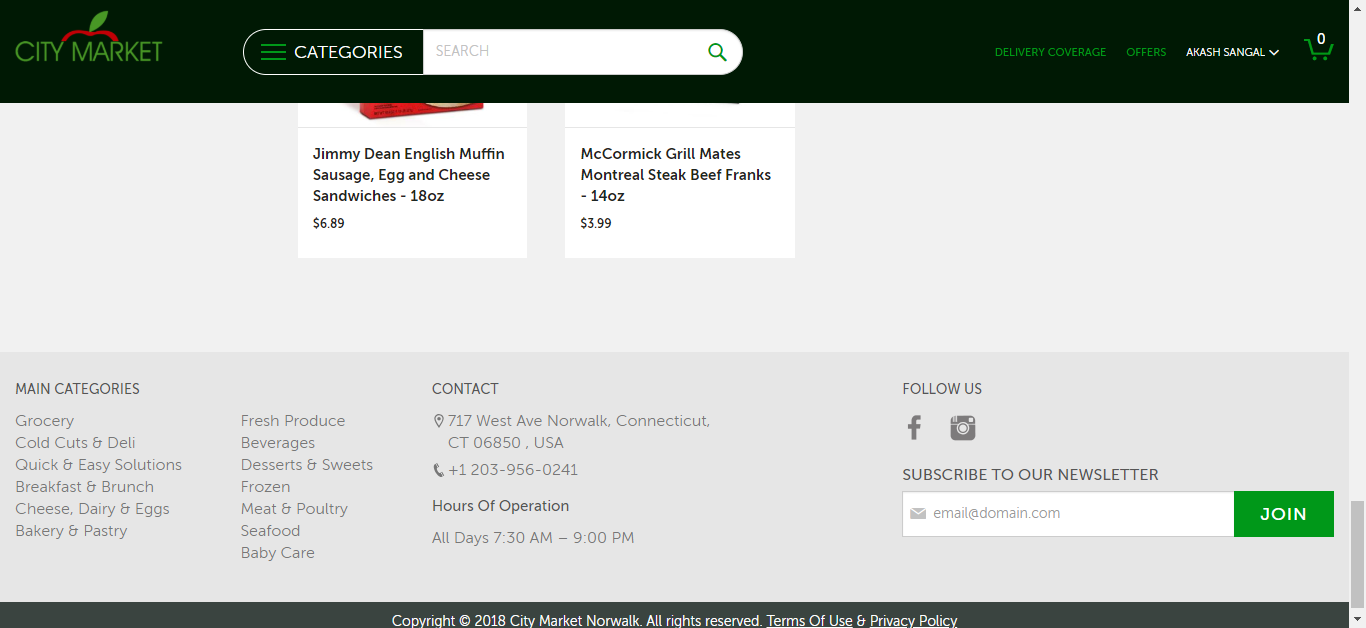 CITY MARKET
CATEGORIES
SEARCH
DELIVERY COVERAGE
OFFERS
AKASH SANGAL
0
Jimmy Dean English Muffin
Sausage, Egg and Cheese
Sandwiches - 18oz
$6.89
McCormick Grill Mates
Montreal Steak Beef Franks
- 14oz
$3.99
MAIN CATEGORIES
Grocery
Cold Cuts & Deli
Quick & Easy Solutions
Breakfast & Brunch
Cheese, Dairy & Eggs
Bakery & Pastry
Fresh Produce
Beverages
Desserts & Sweets
Frozen
Meat & Poultry
Seafood
Baby Care
CONTACT
717 West Ave Norwalk, Connecticut,
CT 06850 , USA
+1 203-956-0241
Hours Of Operation
All Days 7:30 AM – 9:00 PM
FOLLOW US
SUBSCRIBE TO OUR NEWSLETTER
email@domain.com
JOIN
Copyright © 2018 City Market Norwalk. All rights reserved. Terms Of Use & Privacy Policy